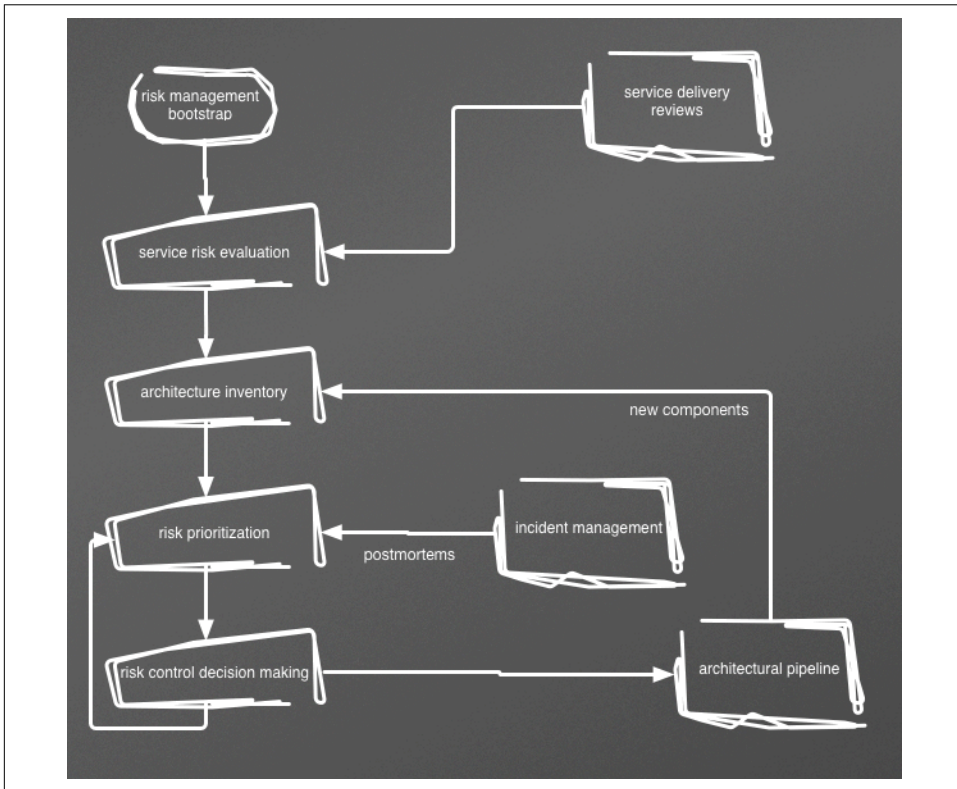 risk management
bootstrap
service delivery
reviews
service risk evaluation
architecture inventory
new components
risk prioritization
incident management
postmortems
risk control decision making
architectural pipeline